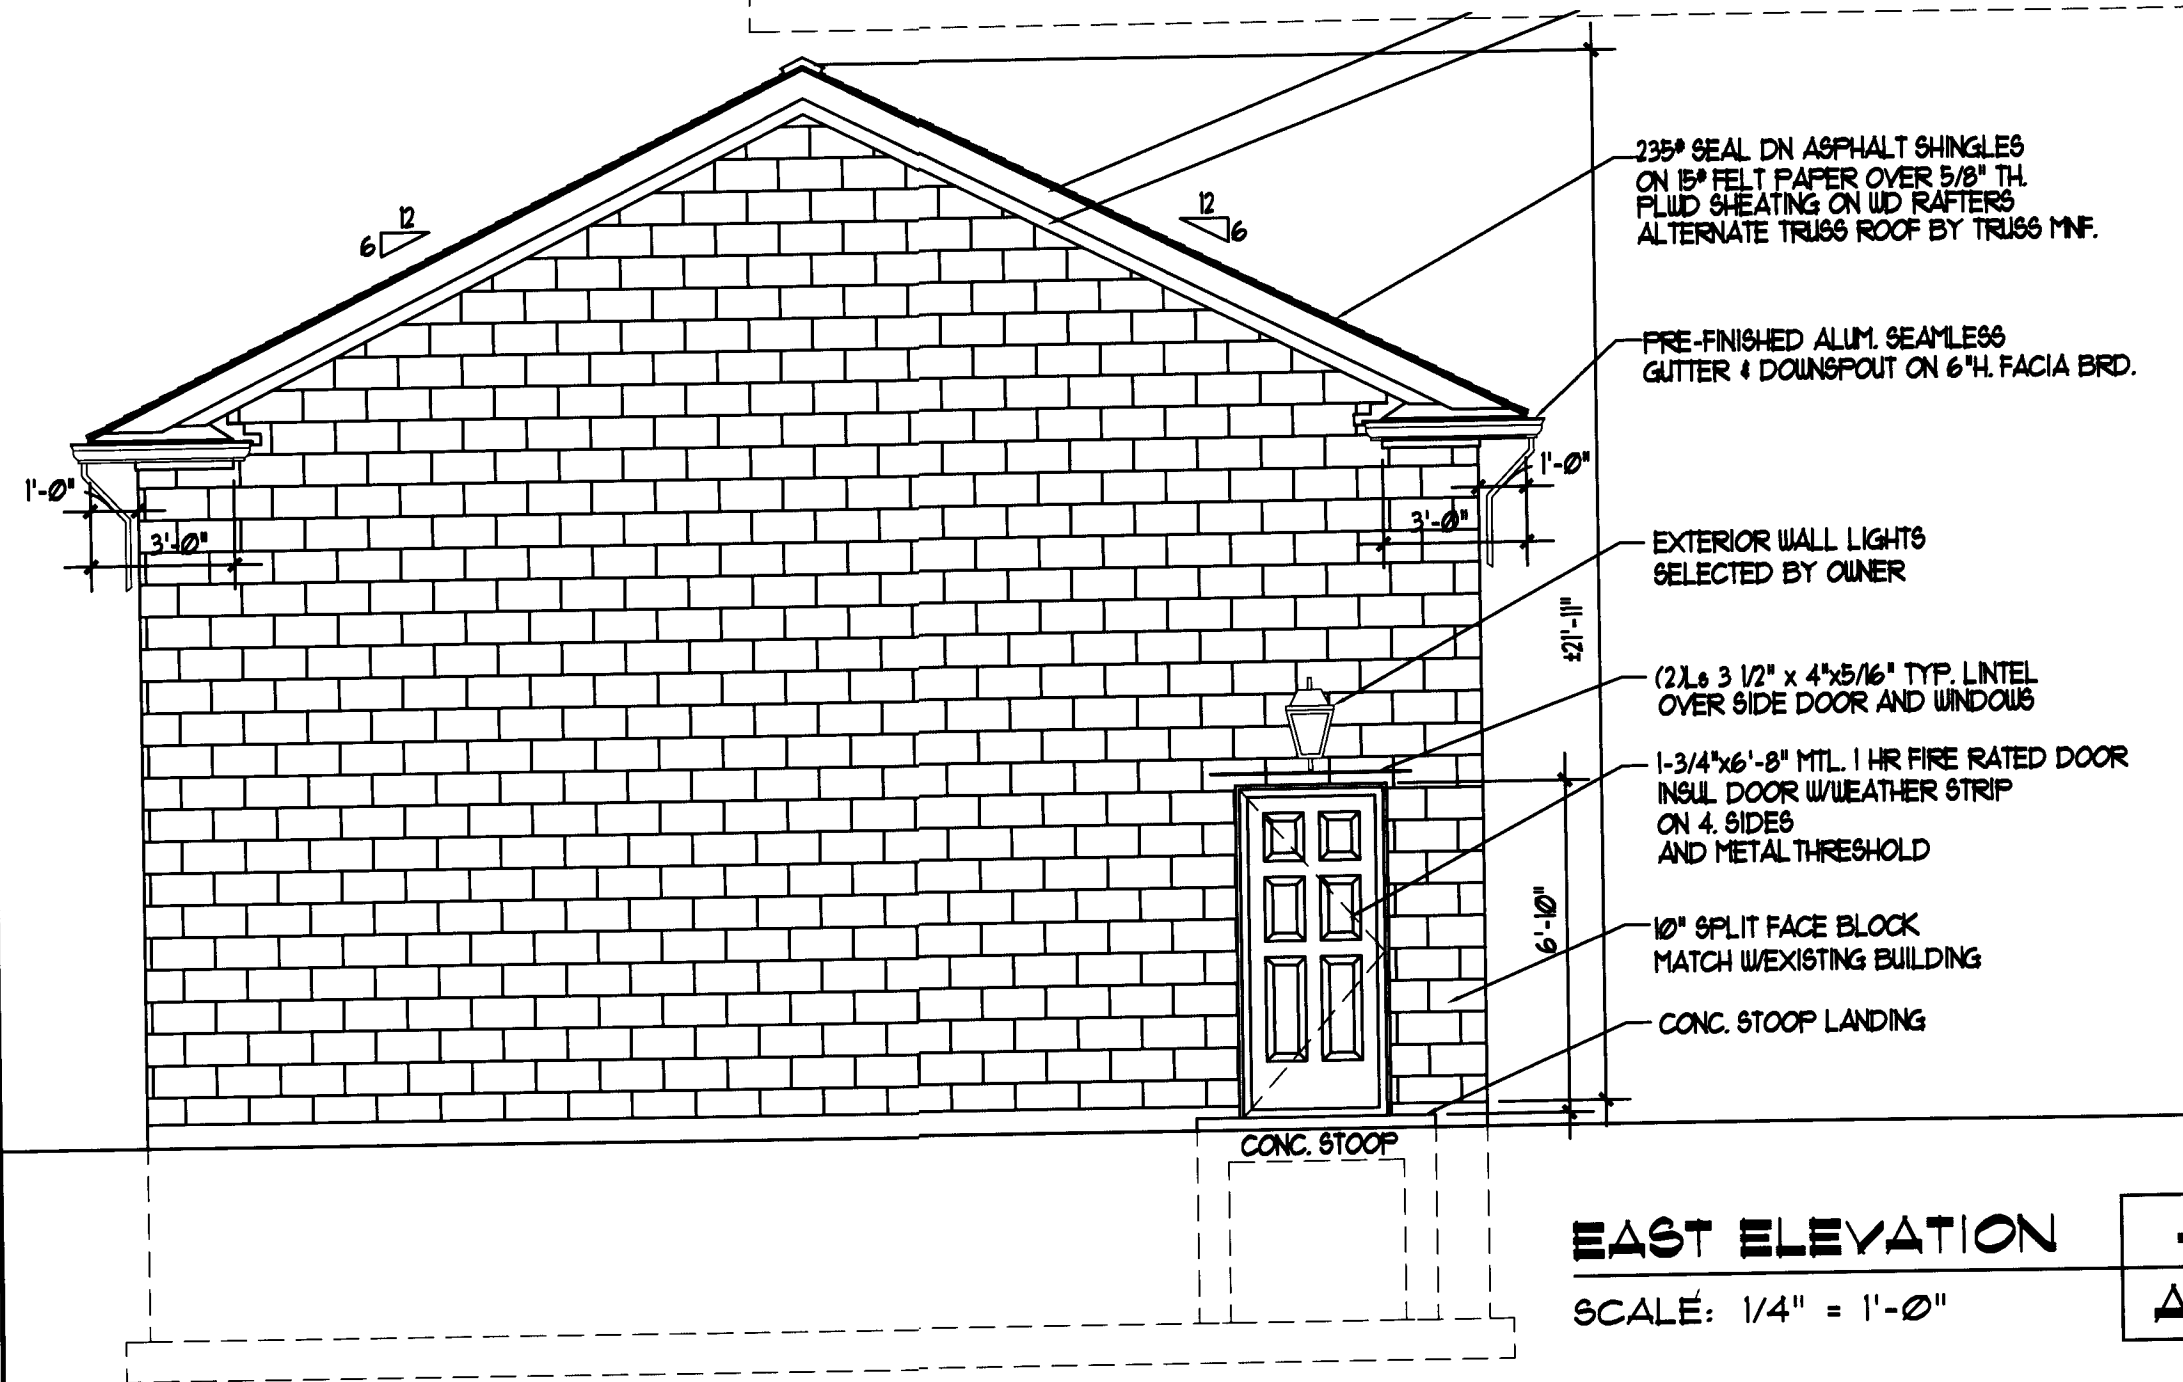 12
6
12
6
235# SEAL DN ASPHALT SHINGLES
ON 15# FELT PAPER OVER 5/8" TH.
PLWD SHEATING ON WD RAFTERS
ALTERNATE TRUSS ROOF BY TRUSS MNF.
PRE-FINISHED ALUM. SEAMLESS
GUTTER & DOWNSPOUT ON 6"H. FACIA BRD.
1'-0"
3'-0"
1'-0"
3'-0"
EXTERIOR WALL LIGHTS
SELECTED BY OWNER
±21'-11"
(2)Ls 3 1/2" x 4"x5/16" TYP. LINTEL
OVER SIDE DOOR AND WINDOWS
1-3/4"x6'-8" MTL. 1 HR FIRE RATED DOOR
INSUL DOOR W/WEATHER STRIP
ON 4. SIDES
AND METAL THRESHOLD
6'-10"
10" SPLIT FACE BLOCK
MATCH W/EXISTING BUILDING
CONC. STOOP LANDING
CONC. STOOP
EAST ELEVATION
SCALE: 1/4" = 1'-0"